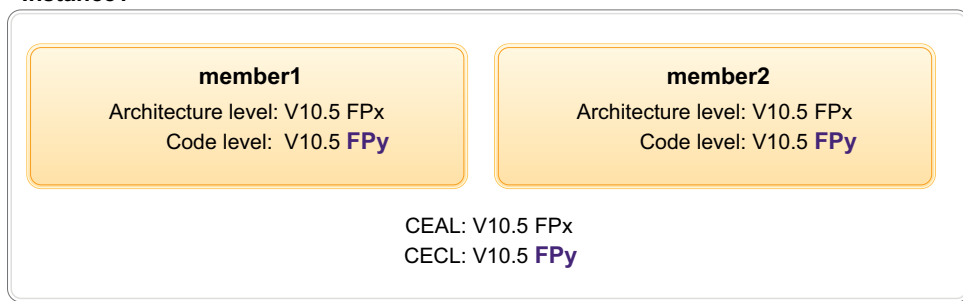 member1
Architecture level: V10.5 FPx
Code level: V10.5 FPy
member2
Architecture level: V10.5 FPx
Code level: V10.5 FPy
CEAL: V10.5 FPx
CECL: V10.5 FPy